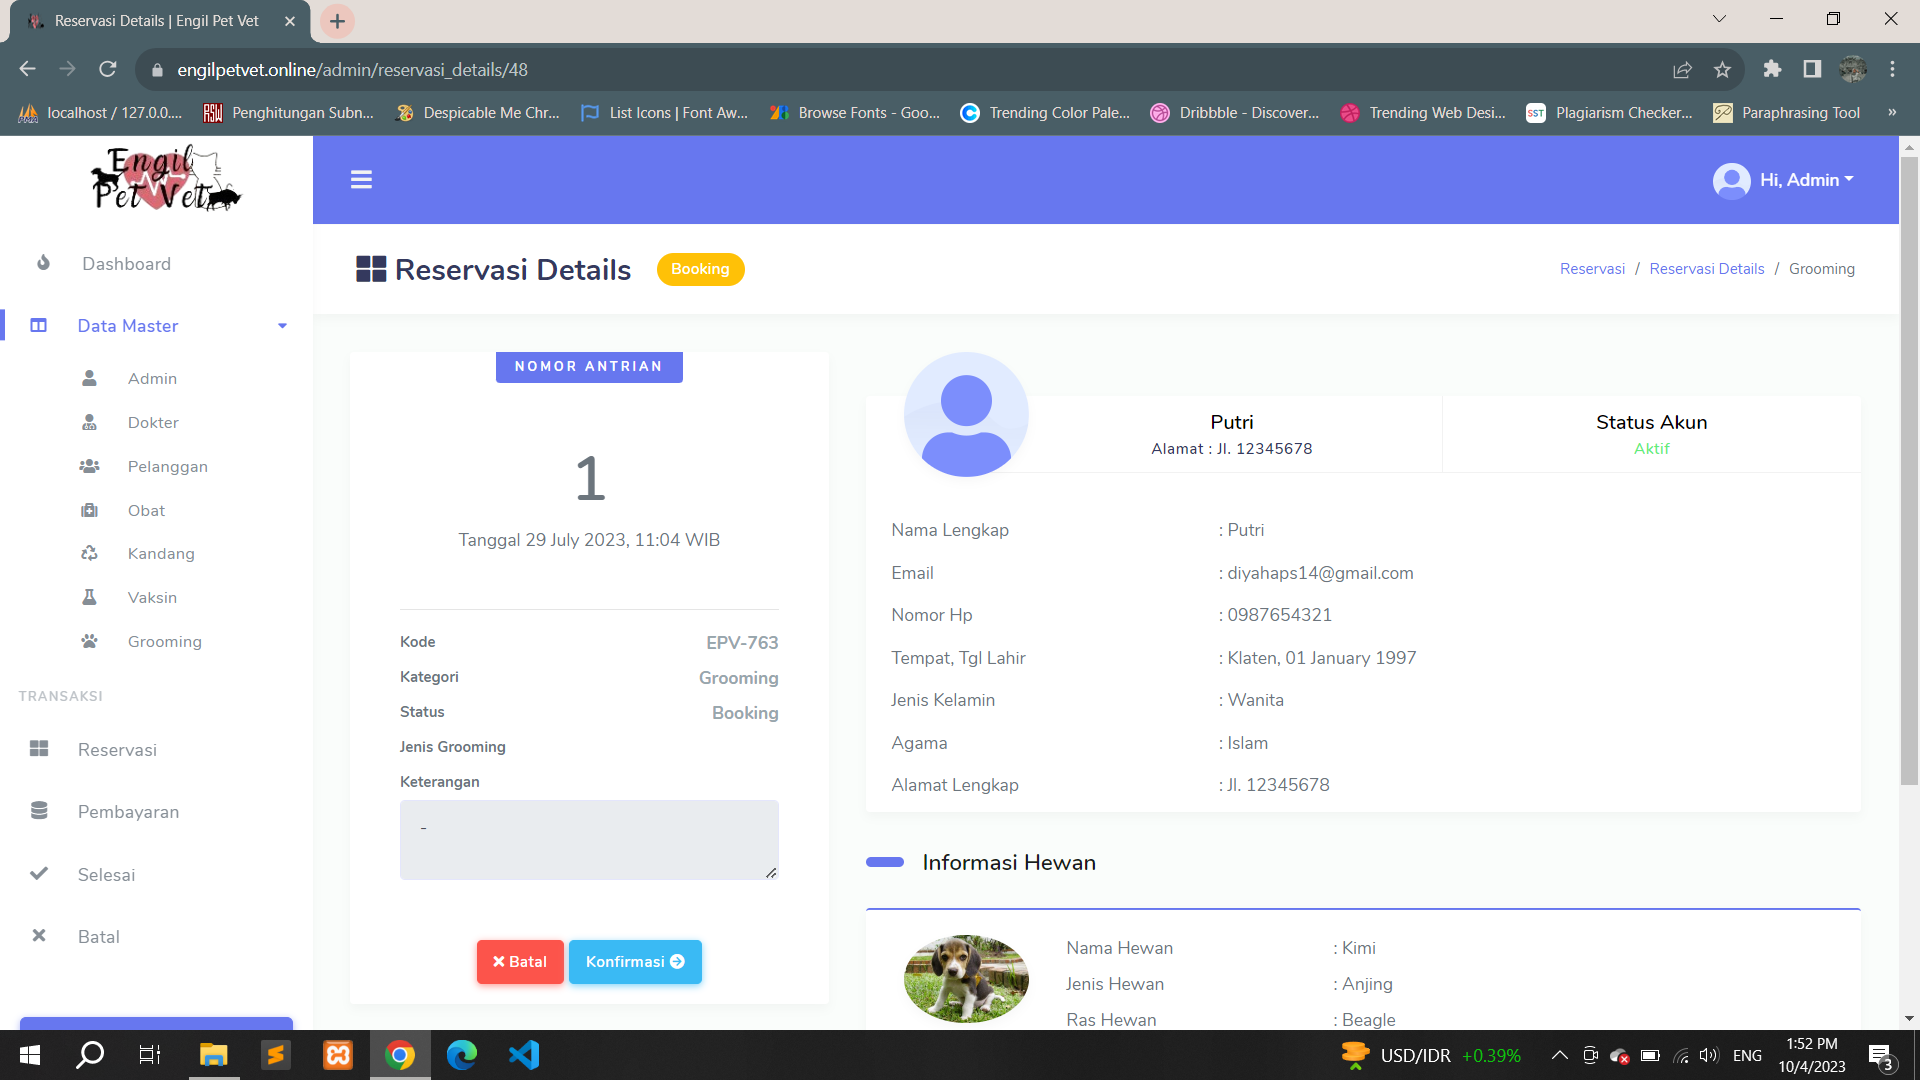 Reservasi Details | Engil Pet Vet
engilpetvet.online/admin/reservasi_details/48
localhost / 127.0.0.... Penghitungan Subn... Despicable Me Chr... List Icons | Font Aw... Browse Fonts - Goo... Trending Color Pale... Dribbble - Discover... Trending Web Desi... SST Plagiarism Checker... Paraphrasing Tool »
Engil
Pet Vet
Hi, Admin
Dashboard
Data Master
Admin
Dokter
Pelanggan
Obat
Kandang
Vaksin
Grooming
TRANSAKSI
Reservasi
Pembayaran
Selesai
Batal
Reservasi Details Booking
Reservasi / Reservasi Details / Grooming
NOMOR ANTRIAN
1
Tanggal 29 July 2023, 11:04 WIB
Kode EPV-763
Kategori Grooming
Status Booking
Jenis Grooming
Keterangan
-
Batal Konfirmasi
Putri
Alamat : Jl. 12345678
Status Akun
Aktif
Nama Lengkap : Putri
Email : diyahaps14@gmail.com
Nomor Hp : 0987654321
Tempat, Tgl Lahir : Klaten, 01 January 1997
Jenis Kelamin : Wanita
Agama : Islam
Alamat Lengkap : Jl. 12345678
Informasi Hewan
Nama Hewan : Kimi
Jenis Hewan : Anjing
Ras Hewan : Beagle
USD/IDR +0.39%
ENG
1:52 PM
10/4/2023
3